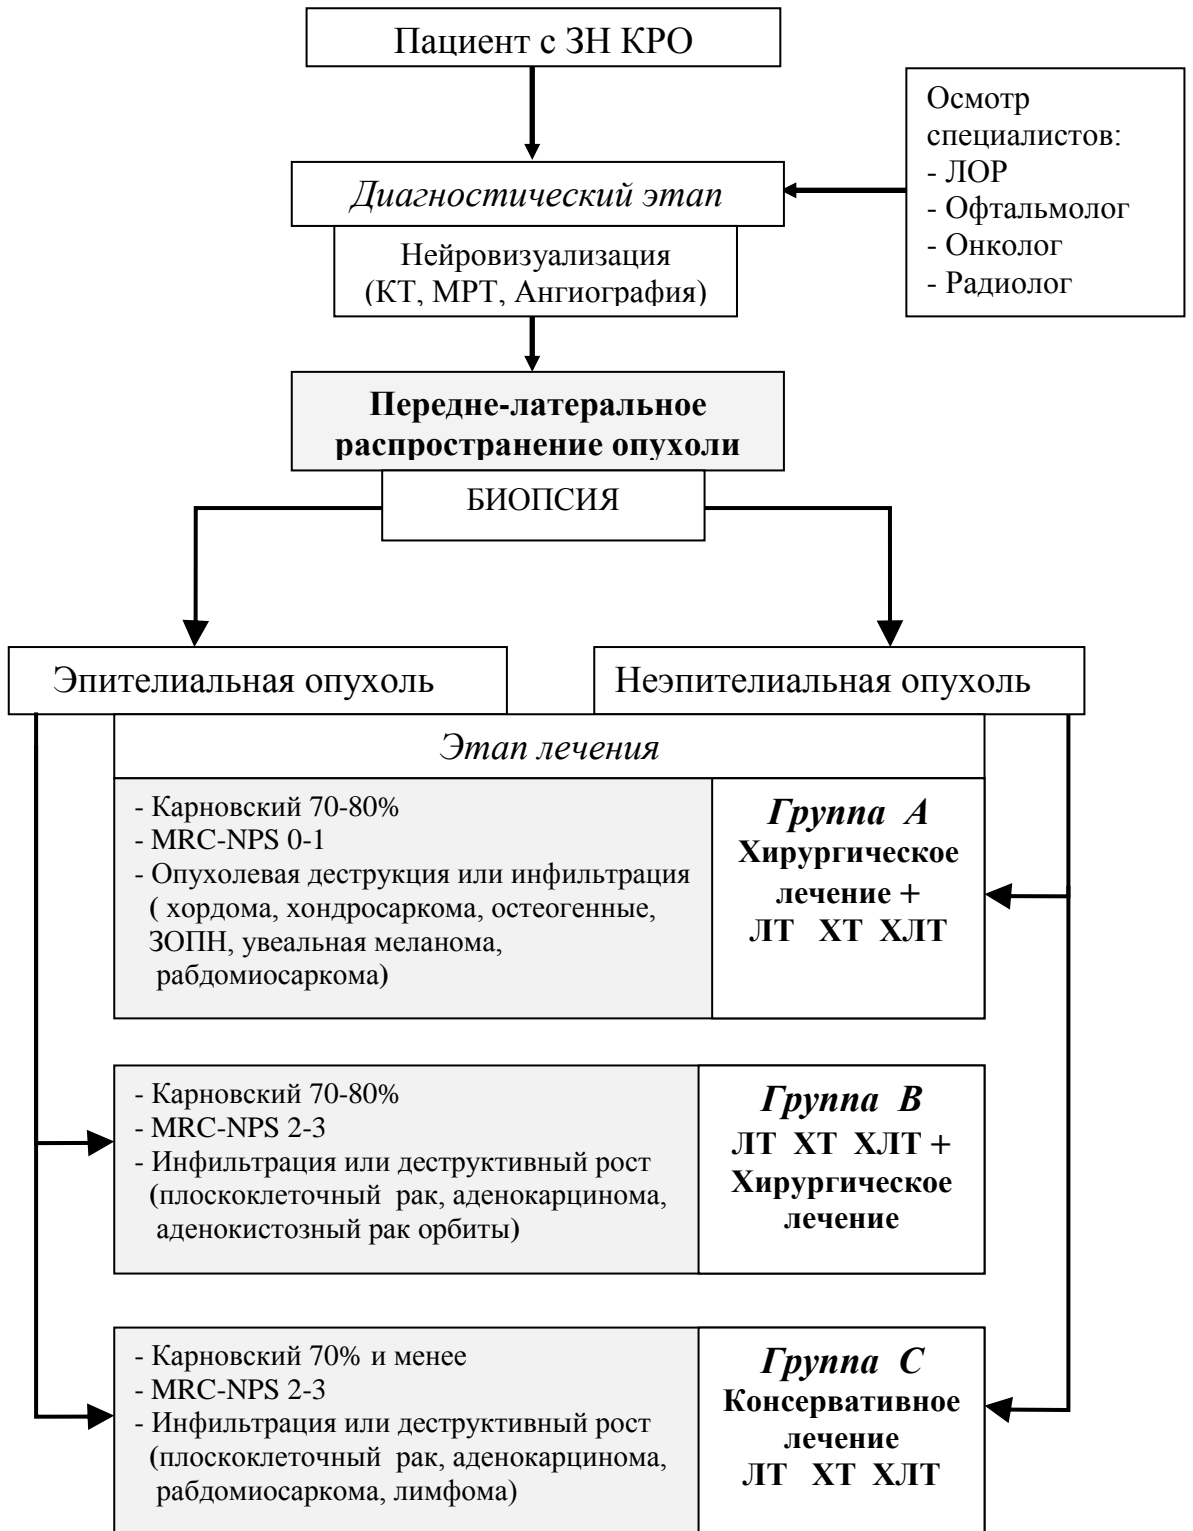 Пациент с ЗН КРО
Осмотр
специалистов:
- ЛОР
- Офтальмолог
- Онколог
- Радиолог
Диагностический этап
Нейровизуализация
(КТ, МРТ, Ангиография)
Передне-латеральное
распространение опухоли
БИОПСИЯ
Эпителиальная опухоль
Неэпителиальная опухоль
Этап лечения
- Карновский 70-80%
- MRC-NPS 0-1
- Опухолевая деструкция или инфильтрация
( хордома, хондросаркома, остеогенные,
ЗОПН, увеальная меланома,
рабдомиосаркома)
Группа А
Хирургическое
лечение +
ЛТ ХТ ХЛТ
- Карновский 70-80%
- MRC-NPS 2-3
- Инфильтрация или деструктивный рост
(плоскоклеточный рак, аденокарцинома,
аденокистозный рак орбиты)
Группа В
ЛТ ХТ ХЛТ +
Хирургическое
лечение
- Карновский 70% и менее
- MRC-NPS 2-3
- Инфильтрация или деструктивный рост
(плоскоклеточный рак, аденокарцинома,
рабдомиосаркома, лимфома)
Группа С
Консервативное
лечение
ЛТ ХТ ХЛТ